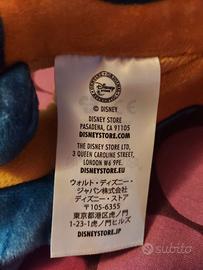 © DISNEY
DISNEY STORE
PASADENA, CA 91105
DISNEYSTORE.COM
THE DISNEY STORE LTD,
3 QUEEN CAROLINE STREET,
LONDON W6 9PE.
DISNEYSTORE.EU
ウォルト・ディズニー・
ジャパン株式会社
ディズニー ストア
〒105-6355
東京都港区虎ノ門
1-23-1虎ノ門ヒルズ
DISNEYSTORE.JP
subito